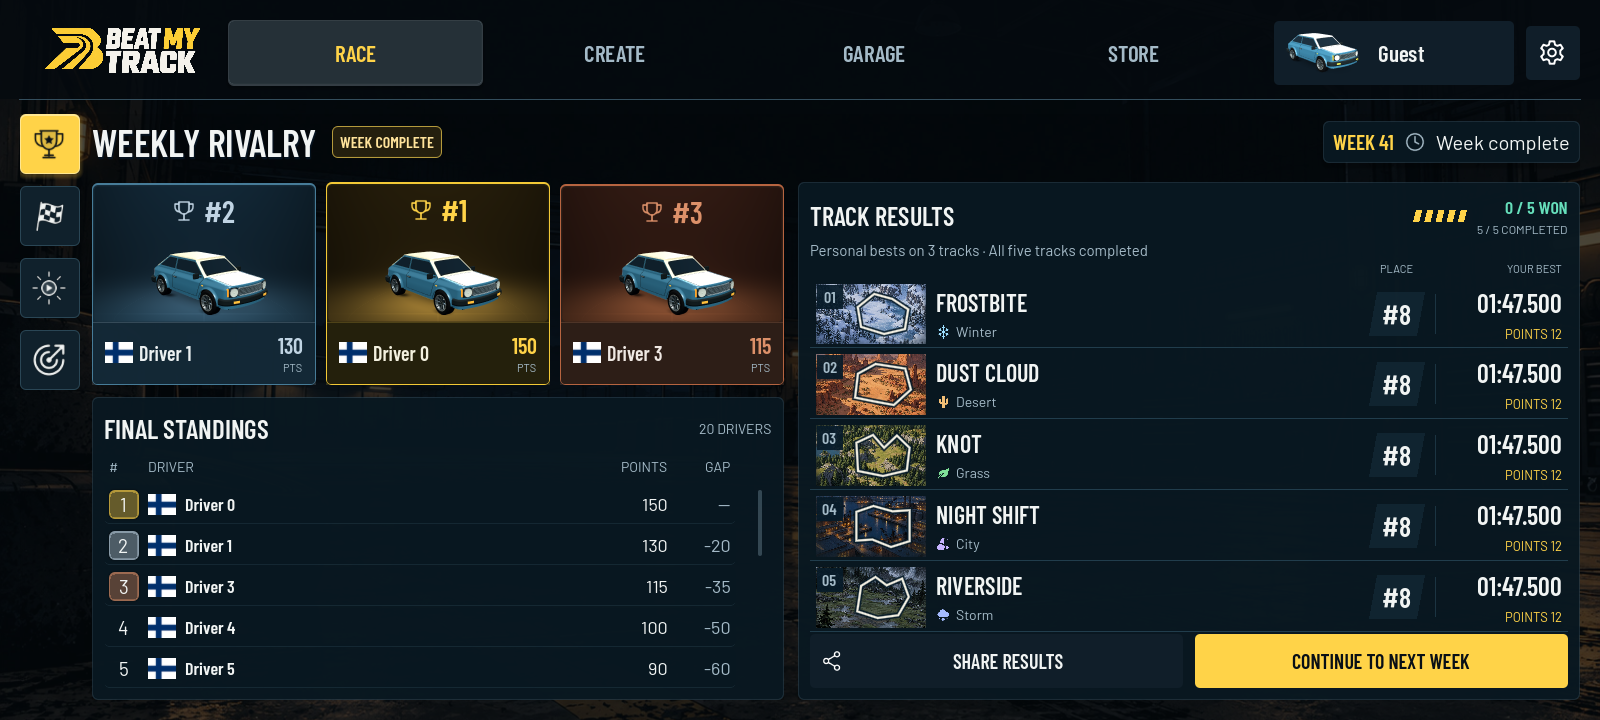 BEAT MY TRACK
RACE
CREATE
GARAGE
STORE
Guest
WEEKLY RIVALRY
WEEK COMPLETE
WEEK 41
Week complete
#2
Driver 1
130
PTS
#1
Driver 0
150
PTS
#3
Driver 3
115
PTS
FINAL STANDINGS
20 DRIVERS
# DRIVER POINTS GAP
1 Driver 0 150 —
2 Driver 1 130 -20
3 Driver 3 115 -35
4 Driver 4 100 -50
5 Driver 5 90 -60
TRACK RESULTS
0 / 5 WON
5 / 5 COMPLETED
Personal bests on 3 tracks · All five tracks completed
PLACE YOUR BEST
01 FROSTBITE #8 01:47.500
Winter POINTS 12
02 DUST CLOUD #8 01:47.500
Desert POINTS 12
03 KNOT #8 01:47.500
Grass POINTS 12
04 NIGHT SHIFT #8 01:47.500
City POINTS 12
05 RIVERSIDE #8 01:47.500
Storm POINTS 12
SHARE RESULTS
CONTINUE TO NEXT WEEK